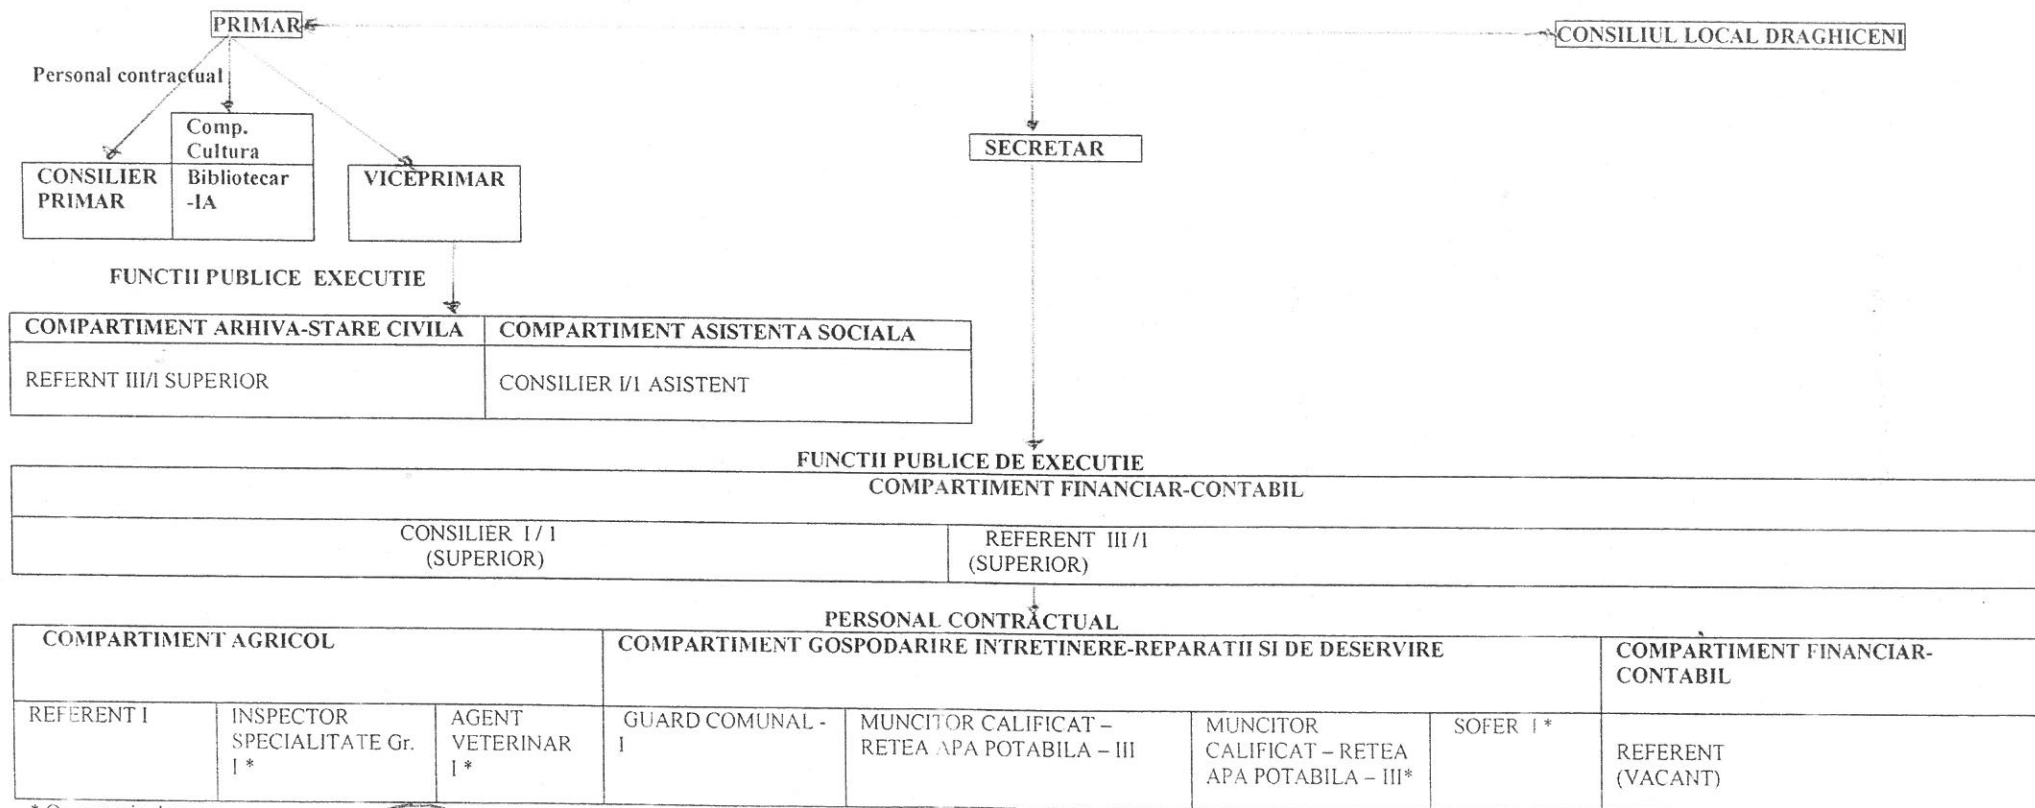 PRIMAR
CONSILIUL LOCAL DRAGHICENI
Personal contractual
Comp.
Cultura
Bibliotecar
-IA
CONSILIER
PRIMAR
VICEPRIMAR
SECRETAR
FUNCTII PUBLICE EXECUTIE
COMPARTIMENT ARHIVA-STARE CIVILA
COMPARTIMENT ASISTENTA SOCIALA
REFERNT III/I SUPERIOR
CONSILIER I/1 ASISTENT
FUNCTII PUBLICE DE EXECUTIE
COMPARTIMENT FINANCIAR-CONTABIL
CONSILIER I / 1
(SUPERIOR)
REFERENT III /1
(SUPERIOR)
PERSONAL CONTRACTUAL
COMPARTIMENT AGRICOL
COMPARTIMENT GOSPODARIRE INTRETINERE-REPARATII SI DE DESERVIRE
COMPARTIMENT FINANCIAR-
CONTABIL
REFERENT I
INSPECTOR
SPECIALITATE Gr.
I *
AGENT
VETERINAR
I *
GUARD COMUNAL -
I
MUNCITOR CALIFICAT –
RETEA APA POTABILA – III
MUNCITOR
CALIFICAT – RETEA
APA POTABILA – III*
SOFER I *
REFERENT
(VACANT)